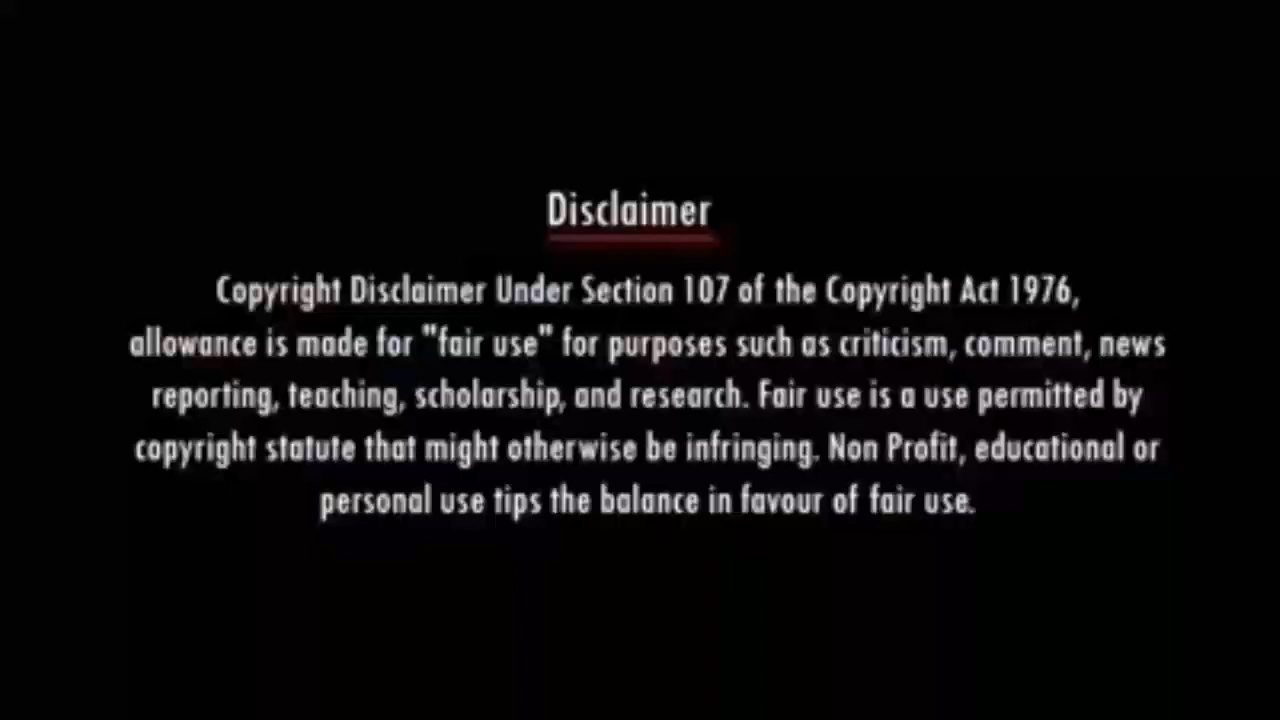 Disclaimer
Copyright Disclaimer Under Section 107 of the Copyright Act 1976,
allowance is made for "fair use" for purposes such as criticism, comment, news
reporting, teaching, scholarship, and research. Fair use is a use permitted by
copyright statute that might otherwise be infringing. Non Profit, educational or
personal use tips the balance in favour of fair use.